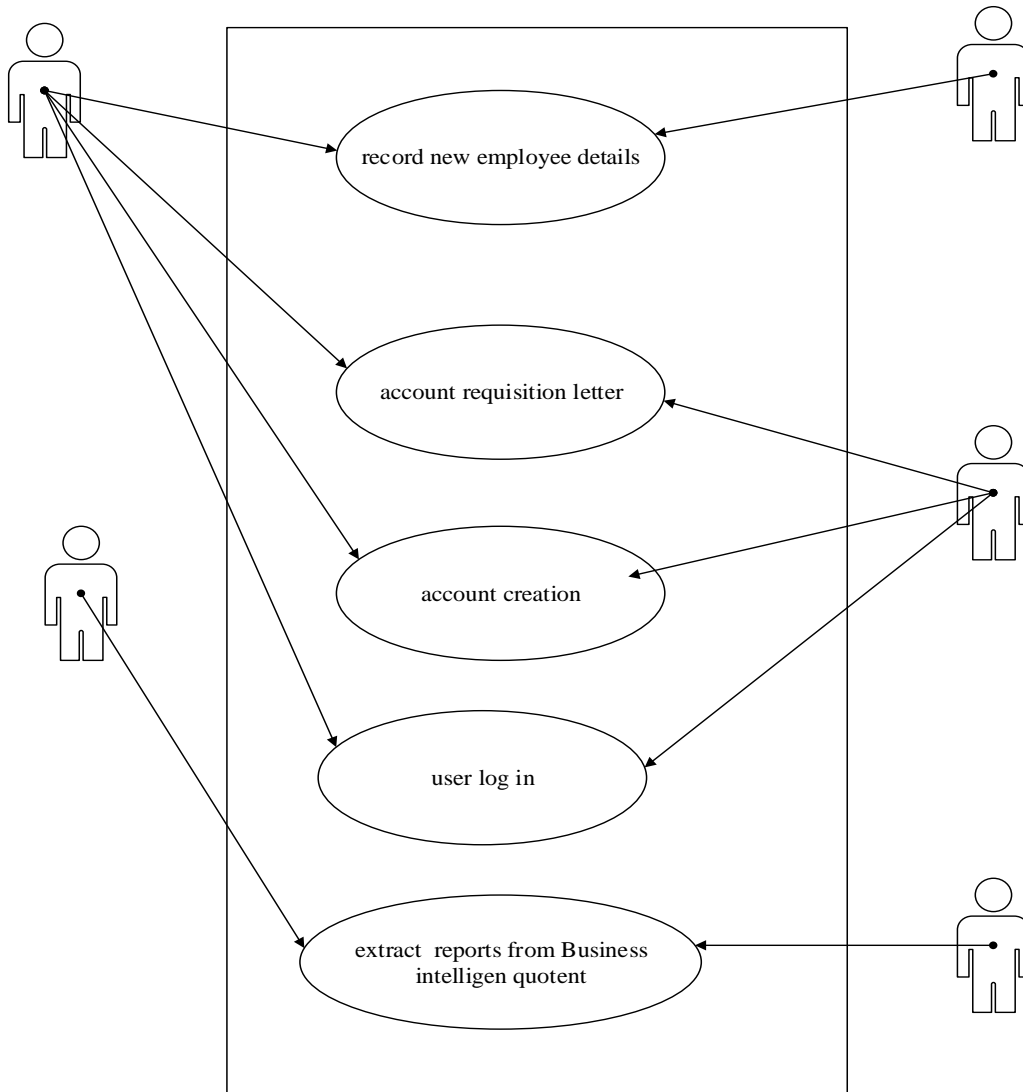 record new employee details
account requisition letter
account creation
user log in
extract  reports from Business
intelligen quotent